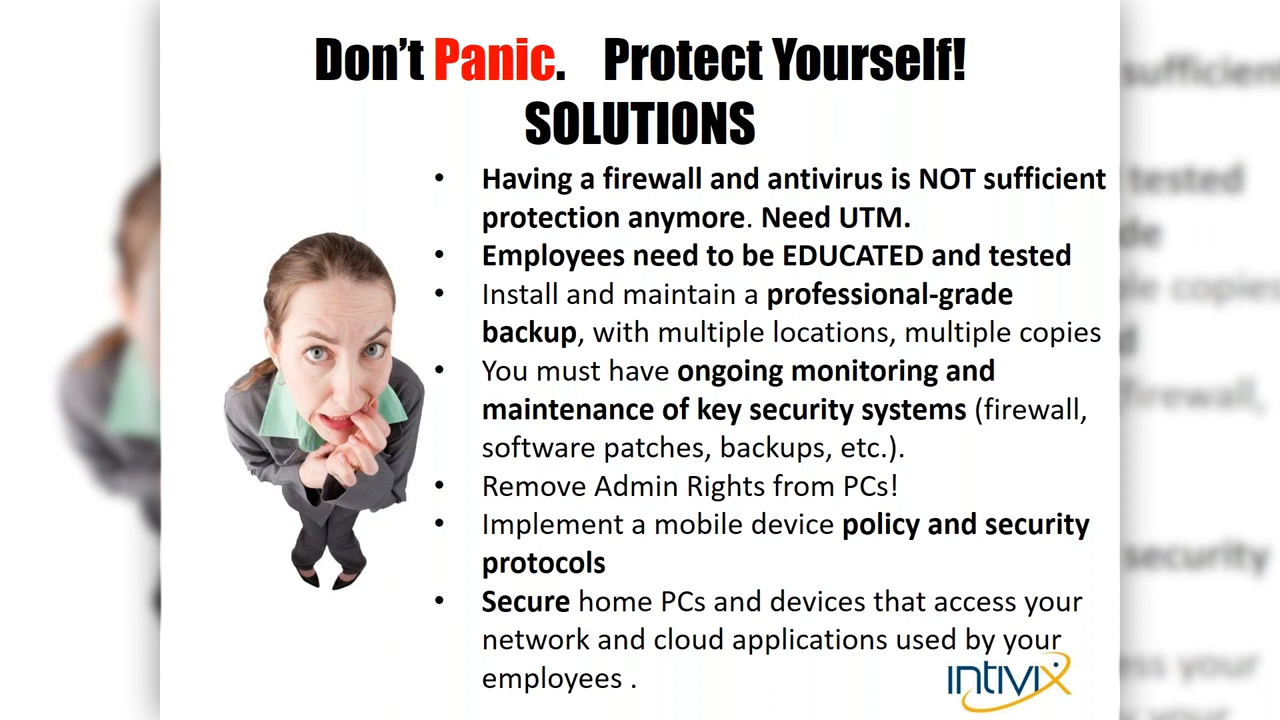 Don’t Panic. Protect Yourself!
SOLUTIONS
• Having a firewall and antivirus is NOT sufficient
protection anymore. Need UTM.
• Employees need to be EDUCATED and tested
• Install and maintain a professional-grade
backup, with multiple locations, multiple copies
• You must have ongoing monitoring and
maintenance of key security systems (firewall,
software patches, backups, etc.).
• Remove Admin Rights from PCs!
• Implement a mobile device policy and security
protocols
• Secure home PCs and devices that access your
network and cloud applications used by your
employees .
intivix